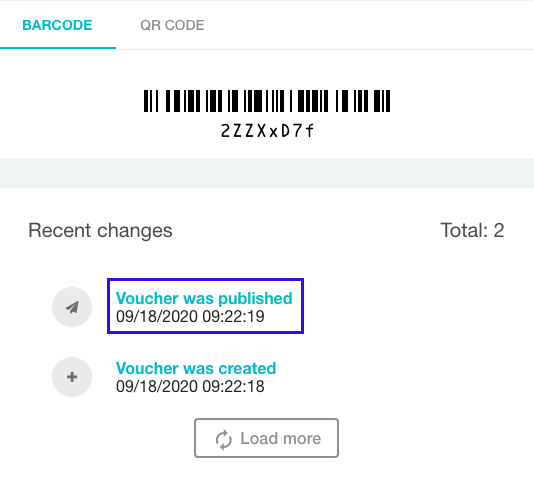 BARCODE QR CODE
2ZZXxD7f
Recent changes Total: 2
Voucher was published
09/18/2020 09:22:19
Voucher was created
09/18/2020 09:22:18
Load more